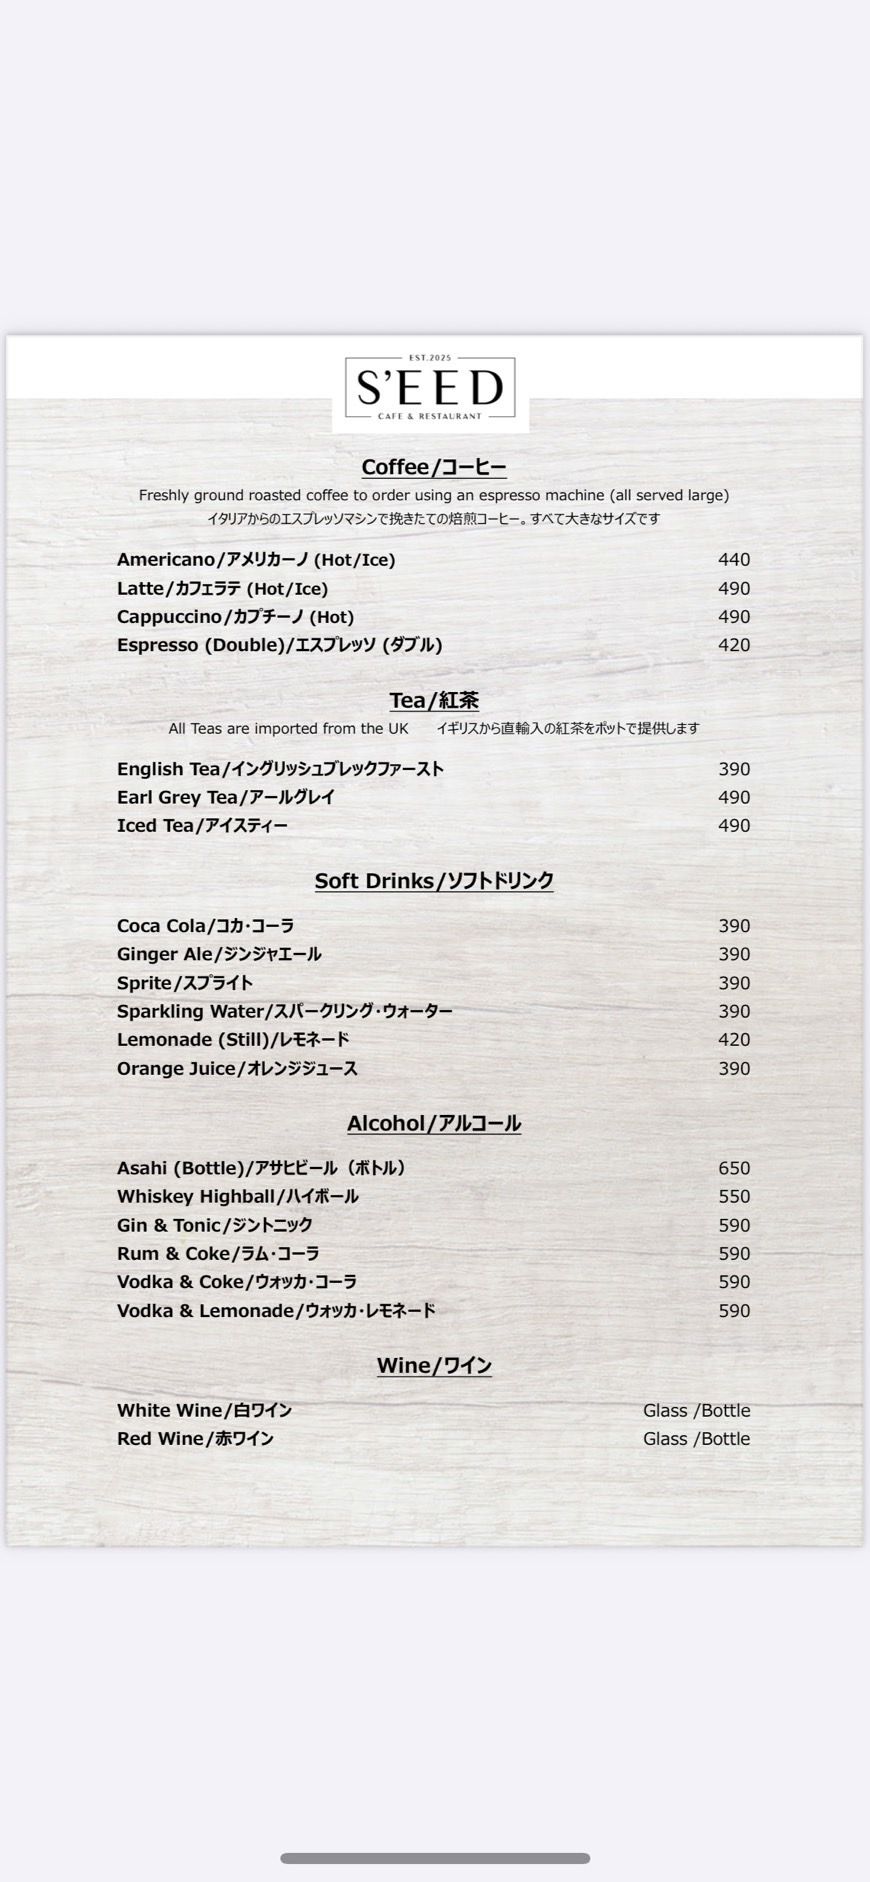 EST.2025
S'EED
CAFE & RESTAURANT
Coffee/コーヒー
Freshly ground roasted coffee to order using an espresso machine (all served large)
イタリアからのエスプレッソマシンで挽きたての焙煎コーヒー。すべて大きなサイズです
Americano/アメリカーノ (Hot/Ice) 440
Latte/カフェラテ (Hot/Ice) 490
Cappuccino/カプチーノ (Hot) 490
Espresso (Double)/エスプレッソ (ダブル) 420
Tea/紅茶
All Teas are imported from the UK イギリスから直輸入の紅茶をポットで提供します
English Tea/イングリッシュブレックファースト 390
Earl Grey Tea/アールグレイ 490
Iced Tea/アイスティー 490
Soft Drinks/ソフトドリンク
Coca Cola/コカ・コーラ 390
Ginger Ale/ジンジャエール 390
Sprite/スプライト 390
Sparkling Water/スパークリング・ウォーター 390
Lemonade (Still)/レモネード 420
Orange Juice/オレンジジュース 390
Alcohol/アルコール
Asahi (Bottle)/アサヒビール（ボトル） 650
Whiskey Highball/ハイボール 550
Gin & Tonic/ジントニック 590
Rum & Coke/ラム・コーラ 590
Vodka & Coke/ウォッカ・コーラ 590
Vodka & Lemonade/ウォッカ・レモネード 590
Wine/ワイン
White Wine/白ワイン Glass /Bottle
Red Wine/赤ワイン Glass /Bottle